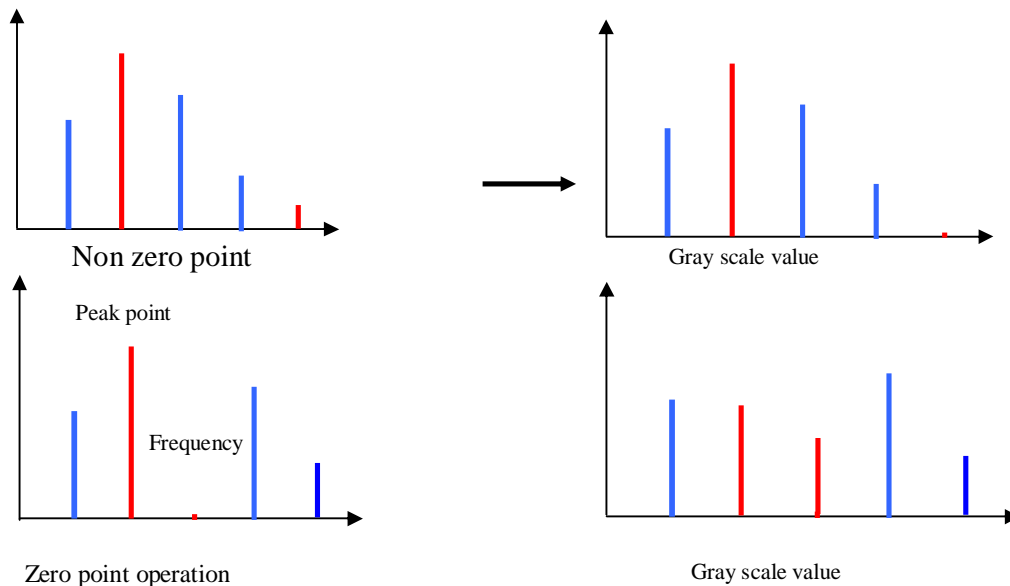 Non zero point
Gray scale value
Peak point
Frequency
Zero point operation
Gray scale value